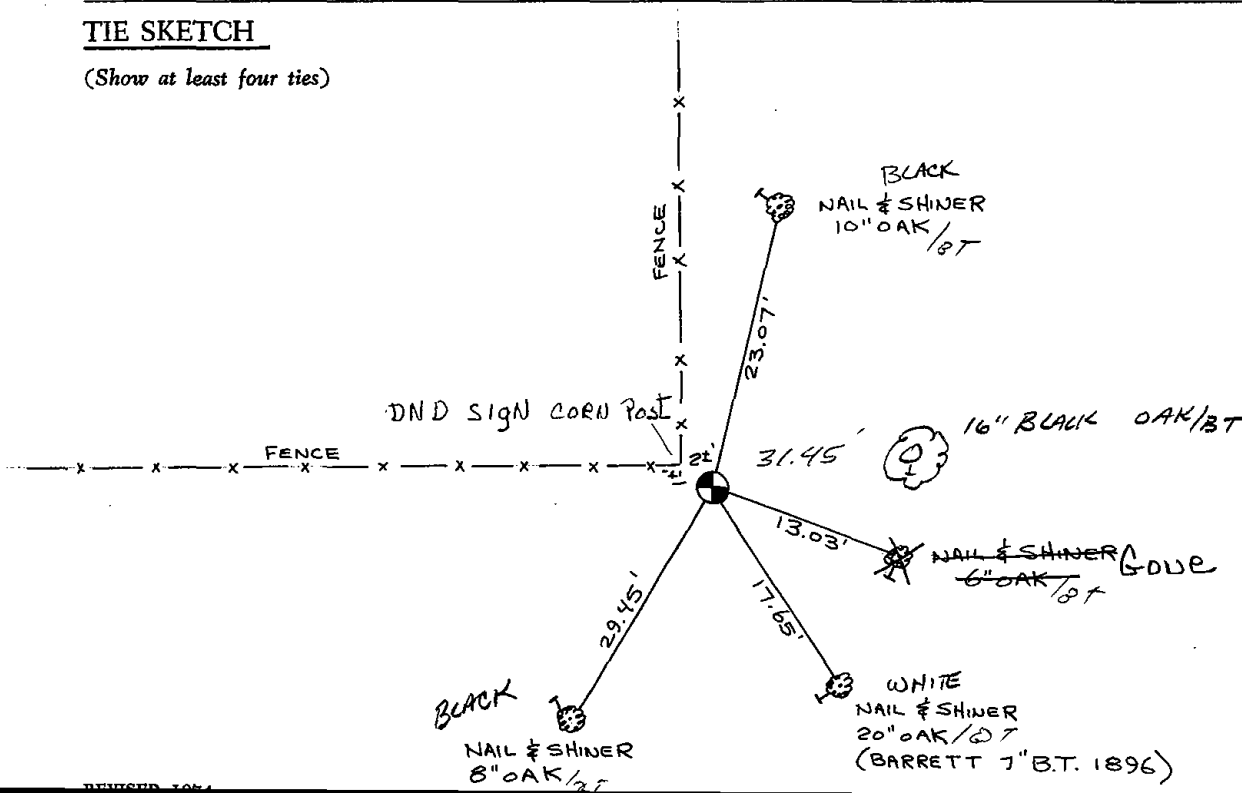 TIE SKETCH
(Show at least four ties)
BLACK
NAIL & SHINER
10" OAK/BT
FENCE
23.07'
DND SIGN CORN Post
FENCE
1±'
2±'
31.45'
16" BLACK OAK/BT
13.03'
NAIL & SHINER Gone
6" OAK/BT
29.45'
17.65'
BLACK
NAIL & SHINER
8" OAK/BT
WHITE
NAIL & SHINER
20" OAK/BT
(BARRETT 7" B.T. 1896)